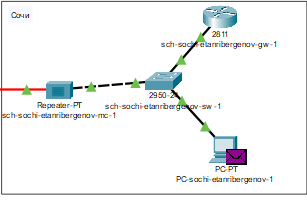 Сочи
2811
sch-sochi-etanribergenov-gw-1
2950-24
sch-sochi-etanribergenov-sw-1
Repeater-PT
sch-sochi-etanribergenov-mc-1
PC-PT
PC-sochi-etanribergenov-1